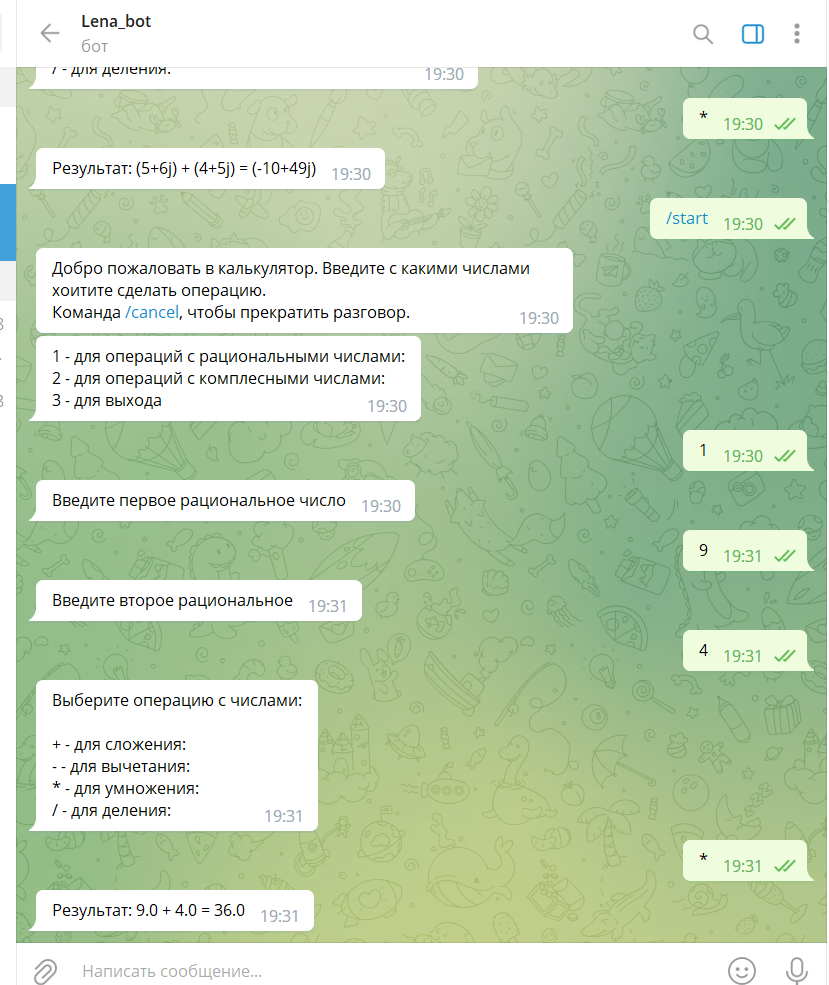 Lena_bot
бот
/ - для деления:
19:30
*
19:30
Результат: (5+6j) + (4+5j) = (-10+49j)
19:30
/start
19:30
Добро пожаловать в калькулятор. Введите с какими числами
хоитите сделать операцию.
Команда /cancel, чтобы прекратить разговор.
19:30
1 - для операций с рациональными числами:
2 - для операций с комплесными числами:
3 - для выхода
19:30
1
19:30
Введите первое рациональное число
19:30
9
19:31
Введите второе рациональное
19:31
4
19:31
Выберите операцию с числами:
+ - для сложения:
- - для вычетания:
* - для умножения:
/ - для деления:
19:31
*
19:31
Результат: 9.0 + 4.0 = 36.0
19:31
Написать сообщение...